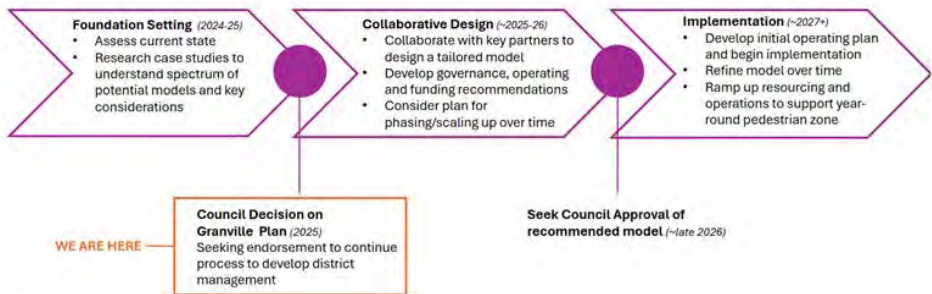 Foundation Setting (2024-25)
• Assess current state
• Research case studies to
understand spectrum of
potential models and key
considerations
Collaborative Design (~2025-26)
• Collaborate with key partners to
design a tailored model
• Develop governance, operating
and funding recommendations
• Consider plan for
phasing/scaling up over time
Implementation (~2027+)
• Develop initial operating plan
and begin implementation
• Refine model over time
• Ramp up resourcing and
operations to support year-
round pedestrian zone
WE ARE HERE
Council Decision on
Granville Plan (2025)
Seeking endorsement to continue
process to develop district
management
Seek Council Approval of
recommended model (~late 2026)